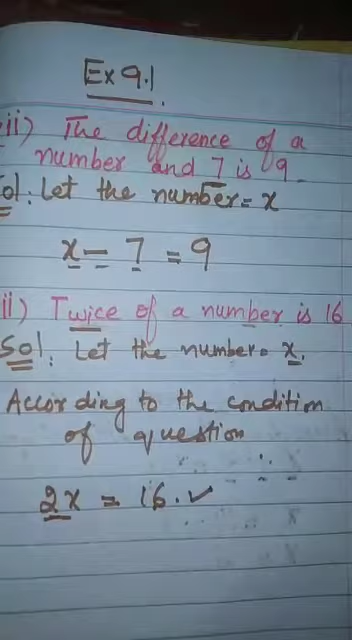 Ex 9.1
ii) The difference of a
number and 7 is 9
ol: Let the number = x
x - 7 = 9
ii) Twice of a number is 16
Sol: Let the number = x.
According to the condition
of question
2x = 16. ✓